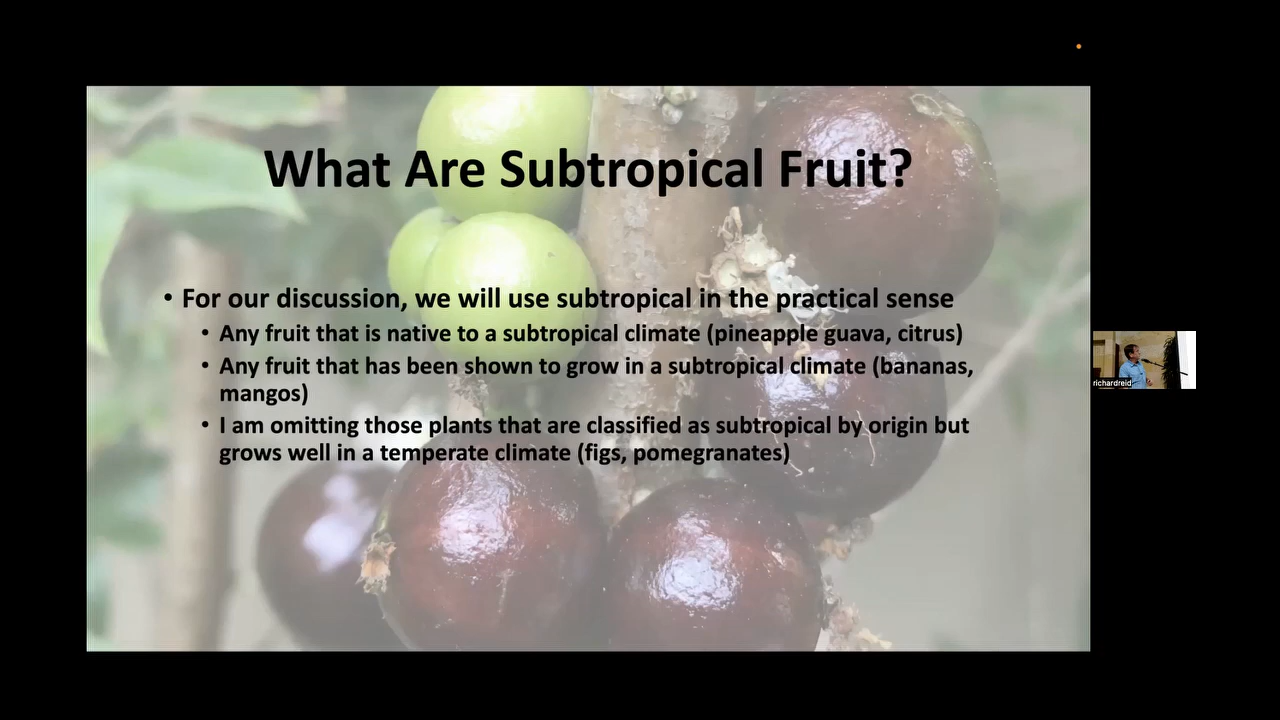 What Are Subtropical Fruit?
• For our discussion, we will use subtropical in the practical sense
• Any fruit that is native to a subtropical climate (pineapple guava, citrus)
• Any fruit that has been shown to grow in a subtropical climate (bananas,
mangos)
• I am omitting those plants that are classified as subtropical by origin but
grows well in a temperate climate (figs, pomegranates)
richardreid